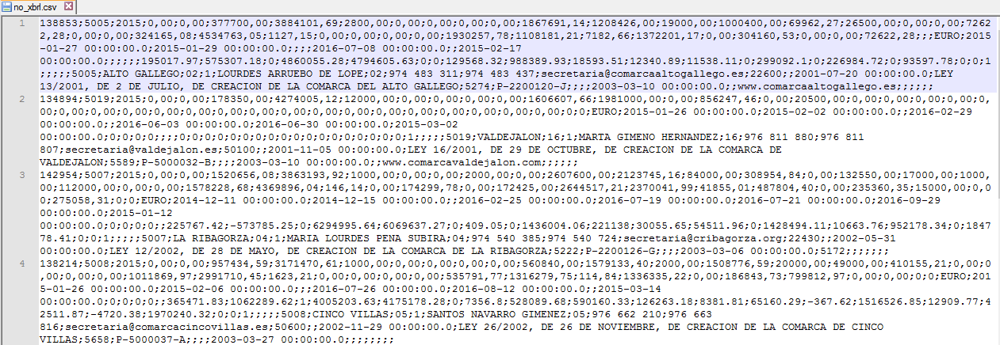 no_xbrl.csv
1 138853;5005;2015;0,00;0,00;377700,00;3884101,69;2800,00;0,00;0,00;0,00;0,00;1867691,14;1208426,00;19000,00;1000400,00;69962,27;26500,00;0,00;0,00;7262
2,28;0,00;0,00;324165,08;4534763,05;1127,15;0,00;0,00;0,00;0,00;1930257,78;1108181,21;7182,66;1372201,17;0,00;304160,53;0,00;0,00;72622,28;;;EURO;2015
-01-27 00:00:00.0;2015-01-29 00:00:00.0;;;;2016-07-08 00:00:00.0;;2015-02-17
00:00:00.0;;;;;;195017.97;575307.18;0;4860055.28;4794605.63;0;0;129568.32;988389.93;18593.51;12340.89;11538.11;0;299092.1;0;226984.72;0;93597.78;0;0;1
;;;;;5005;ALTO GALLEGO;02;1;LOURDES ARRUEBO DE LOPE;02;974 483 311;974 483 437;secretaria@comarcaaltogallego.es;22600;;2001-07-20 00:00:00.0;LEY
13/2001, DE 2 DE JULIO, DE CREACION DE LA COMARCA DEL ALTO GALLEGO;5274;P-2200120-J;;;;2003-03-10 00:00:00.0;;www.comarcaaltogallego.es;;;;;;
2 134894;5019;2015;0,00;0,00;178350,00;4274005,12;12000,00;0,00;0,00;0,00;0,00;1606607,66;1981000,00;0,00;856247,46;0,00;20500,00;0,00;0,00;0,00;0,00;0,
00;0,00;0,00;0,00;0,00;0,00;0,00;0,00;0,00;0,00;0,00;0,00;0,00;0,00;0,00;0,00;0,00;0;0;EURO;2015-01-26 00:00:00.0;2015-02-02 00:00:00.0;;2016-02-29
00:00:00.0;;2016-06-03 00:00:00.0;2016-06-30 00:00:00.0;2015-03-02
00:00:00.0;0;0;0;;;;0;0;0;0;0;0;0;0;0;0;0;0;0;0;0;0;0;0;0;0;1;;;;;5019;VALDEJALON;16;1;MARTA GIMENO HERNANDEZ;16;976 811 880;976 811
807;secretaria@valdejalon.es;50100;;2001-11-05 00:00:00.0;LEY 16/2001, DE 29 DE OCTUBRE, DE CREACION DE LA COMARCA DE
VALDEJALON;5589;P-5000032-B;;;;2003-03-10 00:00:00.0;;www.comarcavaldejalon.com;;;;;;
3 142954;5007;2015;0,00;0,00;1520656,08;3863193,92;1000,00;0,00;0,00;2000,00;0,00;2607600,00;2123745,16;84000,00;308954,84;0,00;132550,00;17000,00;1000,
00;112000,00;0,00;0,00;1578228,68;4369896,04;146,14;0,00;174299,78;0,00;172425,00;2644517,21;2370041,99;41855,01;487804,40;0,00;235360,35;15000,00;0,0
0;275058,31;0;0;EURO;2014-12-11 00:00:00.0;2014-12-15 00:00:00.0;;2016-02-25 00:00:00.0;2016-07-19 00:00:00.0;2016-07-21 00:00:00.0;2016-09-29
00:00:00.0;2015-01-12
00:00:00.0;0;0;0;;;225767.42;-573785.25;0;6294995.64;6069637.27;0;409.05;0;1436004.06;221138;30055.65;54511.96;0;1428494.11;10663.76;952178.34;0;1847
78.41;0;0;1;;;;;5007;LA RIBAGORZA;04;1;MARIA LOURDES PENA SUBIRA;04;974 540 385;974 540 724;secretaria@cribagorza.org;22430;;2002-05-31
00:00:00.0;LEY 12/2002, DE 28 DE MAYO, DE CREACION DE LA COMARCA DE LA RIBAGORZA;5222;P-2200126-G;;;;2003-03-06 00:00:00.0;5172;;;;;;;
4 138214;5008;2015;0,00;0,00;957434,59;3171470,61;1000,00;0,00;0,00;0,00;0,00;560840,00;1579133,40;2000,00;1508776,59;20000,00;49000,00;410155,21;0,00;0
,00;0,00;0,00;1011869,97;2991710,45;1623,21;0,00;0,00;0,00;0,00;535791,77;1316279,75;114,84;1336335,22;0,00;186843,73;799812,97;0,00;0,00;0;0;EURO;201
5-01-26 00:00:00.0;2015-02-06 00:00:00.0;;;2016-07-26 00:00:00.0;2016-08-12 00:00:00.0;;2015-03-14
00:00:00.0;0;0;0;;;365471.83;1062289.62;1;4005203.63;4175178.28;0;7356.8;528089.68;590160.33;126263.18;8381.81;65160.29;-367.62;1516526.85;12909.77;4
2511.87;-4720.38;1970240.32;0;0;1;;;;;5008;CINCO VILLAS;05;1;SANTOS NAVARRO GIMENEZ;05;976 662 210;976 663
816;secretaria@comarcacincovillas.es;50600;;2002-11-29 00:00:00.0;LEY 26/2002, DE 26 DE NOVIEMBRE, DE CREACION DE LA COMARCA DE CINCO
VILLAS;5658;P-5000037-A;;;;2003-03-27 00:00:00.0;;;;;;;;